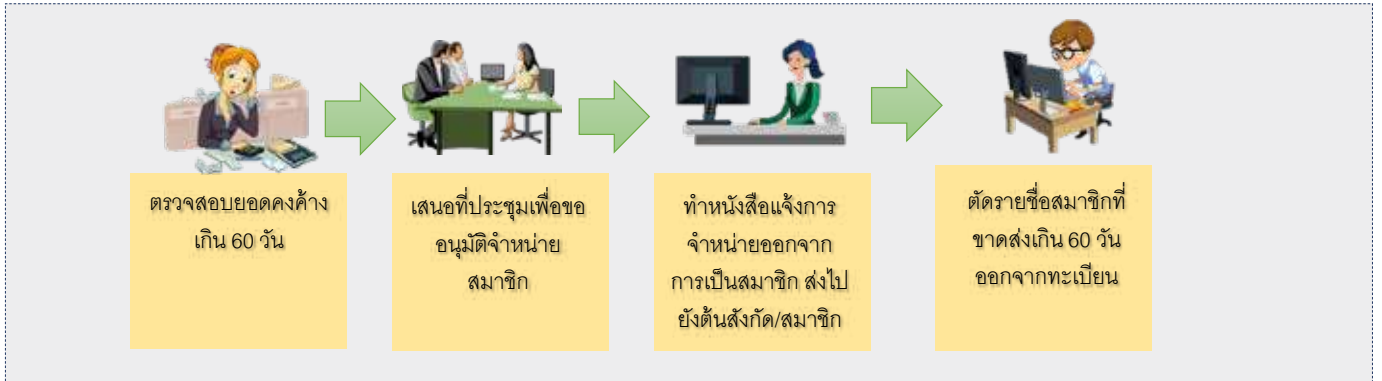 ตรวจสอบยอดคงค้าง
เกิน 60 วัน
เสนอที่ประชุมเพื่อขอ
อนุมัติจำหน่าย
สมาชิก
ทำหนังสือแจ้งการ
จำหน่ายออกจาก
การเป็นสมาชิก ส่งไป
ยังต้นสังกัด/สมาชิก
ตัดรายชื่อสมาชิกที่
ขาดส่งเกิน 60 วัน
ออกจากทะเบียน